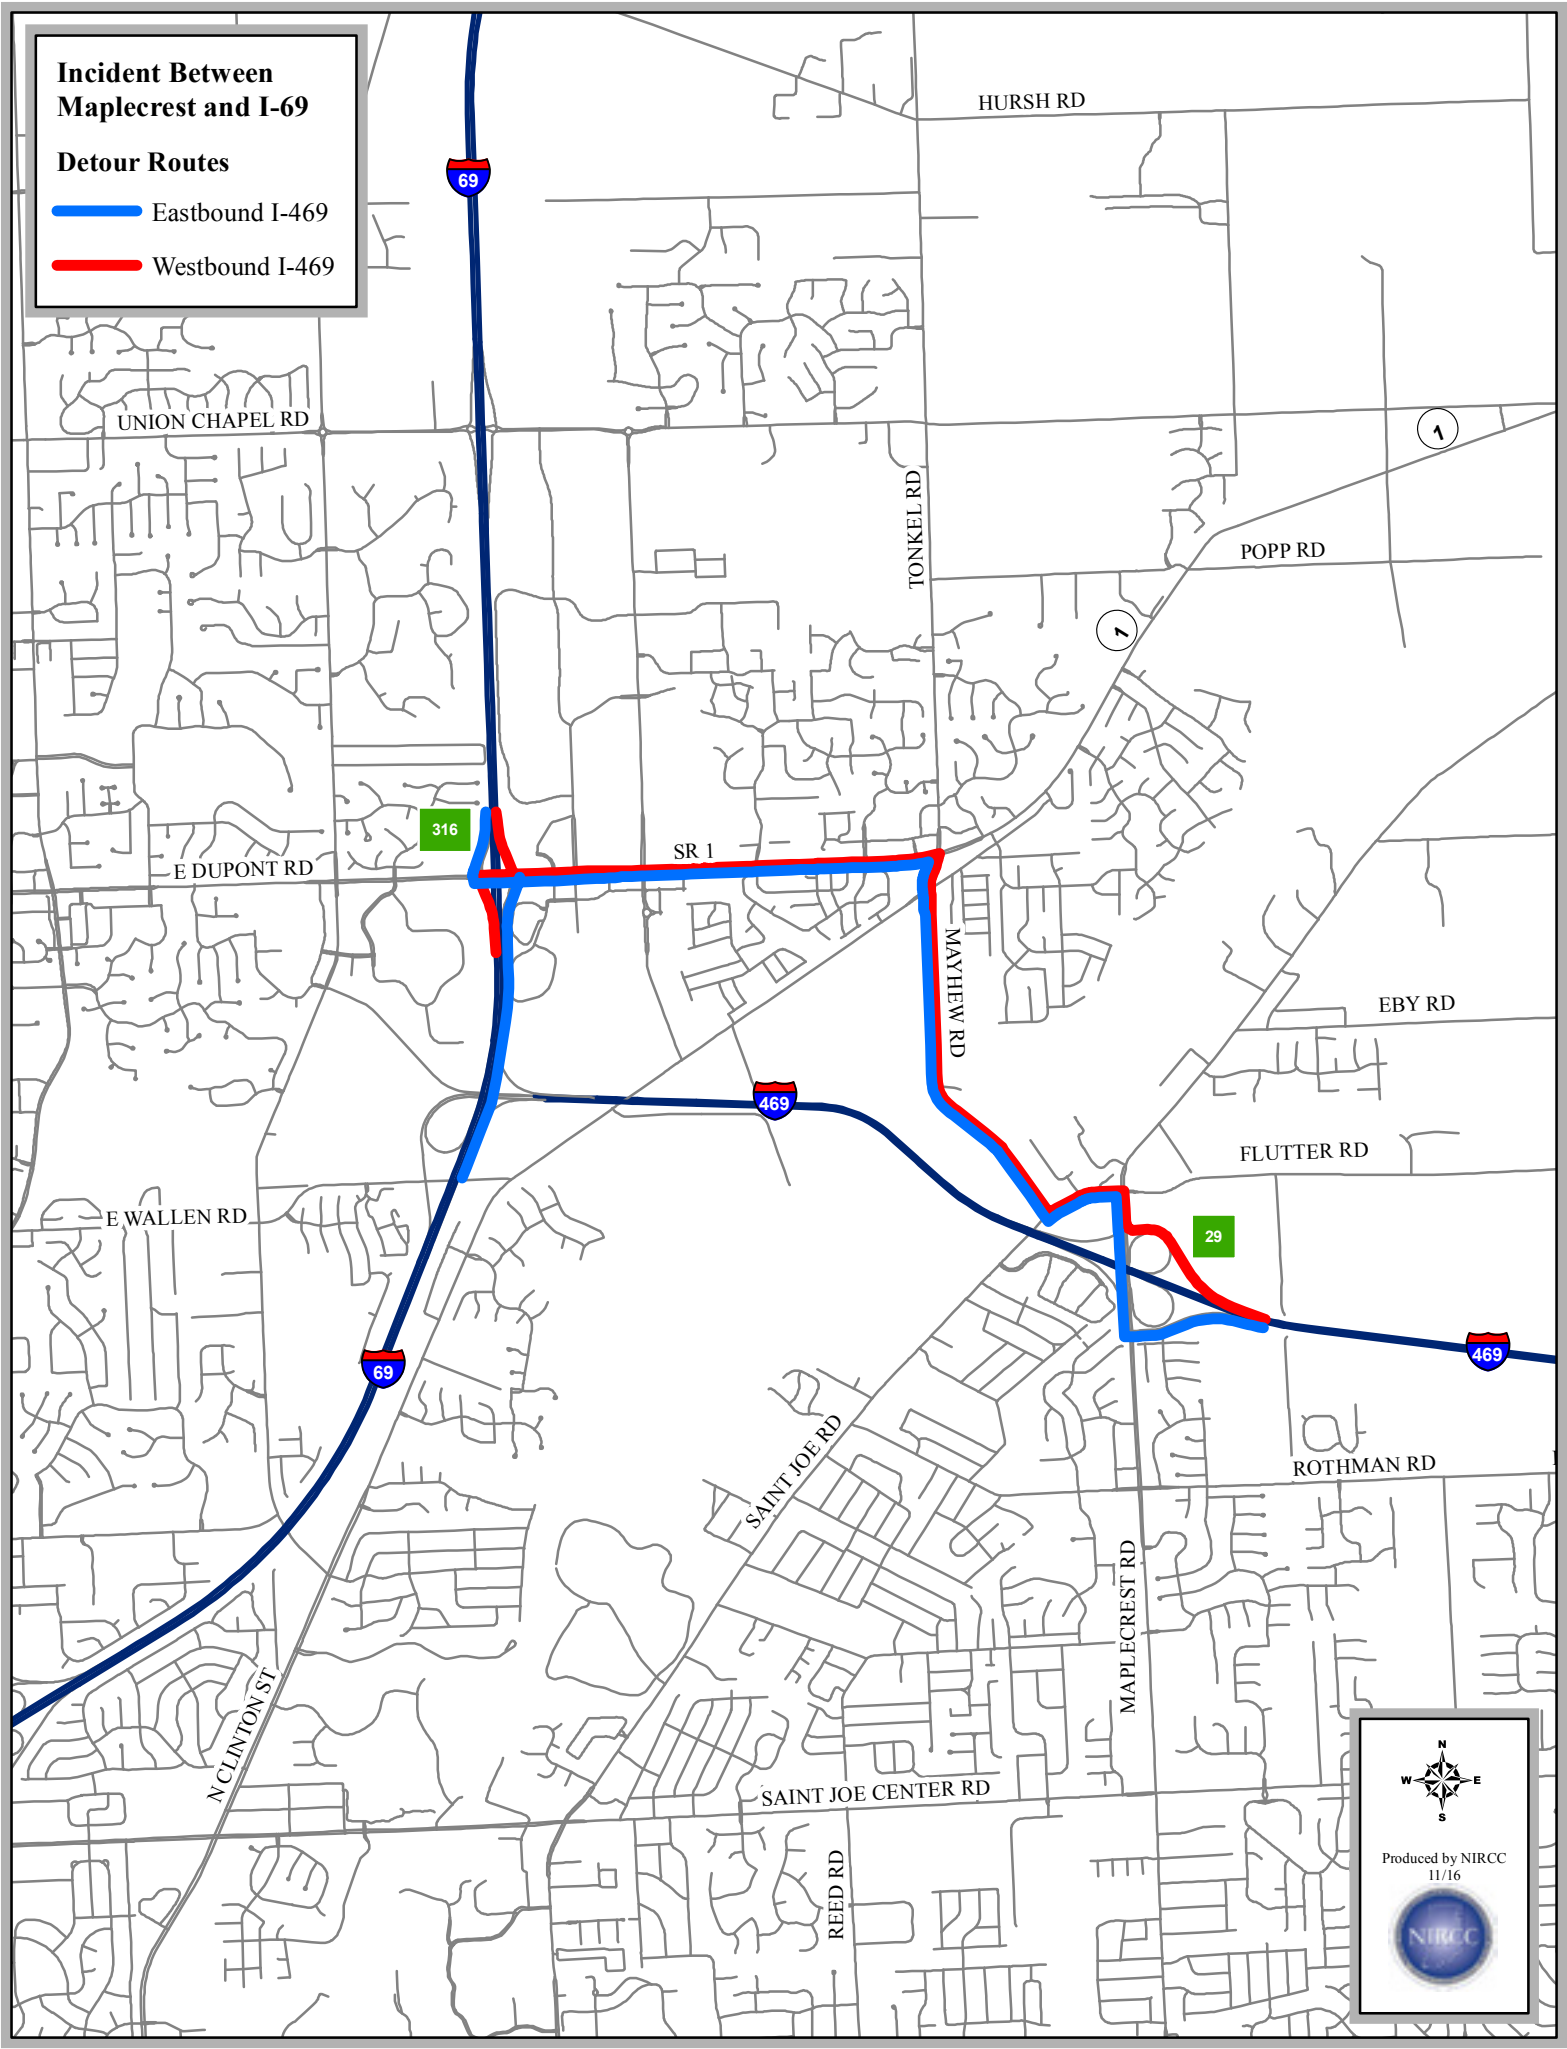 Incident Between
Maplecrest and I-69
Detour Routes
Eastbound I-469
Westbound I-469
HURSH RD
69
UNION CHAPEL RD
1
TONKEL RD
POPP RD
1
316
SR 1
E DUPONT RD
MAYHEW RD
EBY RD
469
FLUTTER RD
E WALLEN RD
29
69
469
SAINT JOE RD
ROTHMAN RD
MAPLECREST RD
N CLINTON ST
SAINT JOE CENTER RD
REED RD
N
W E
S
Produced by NIRCC
11/16
NIRCC